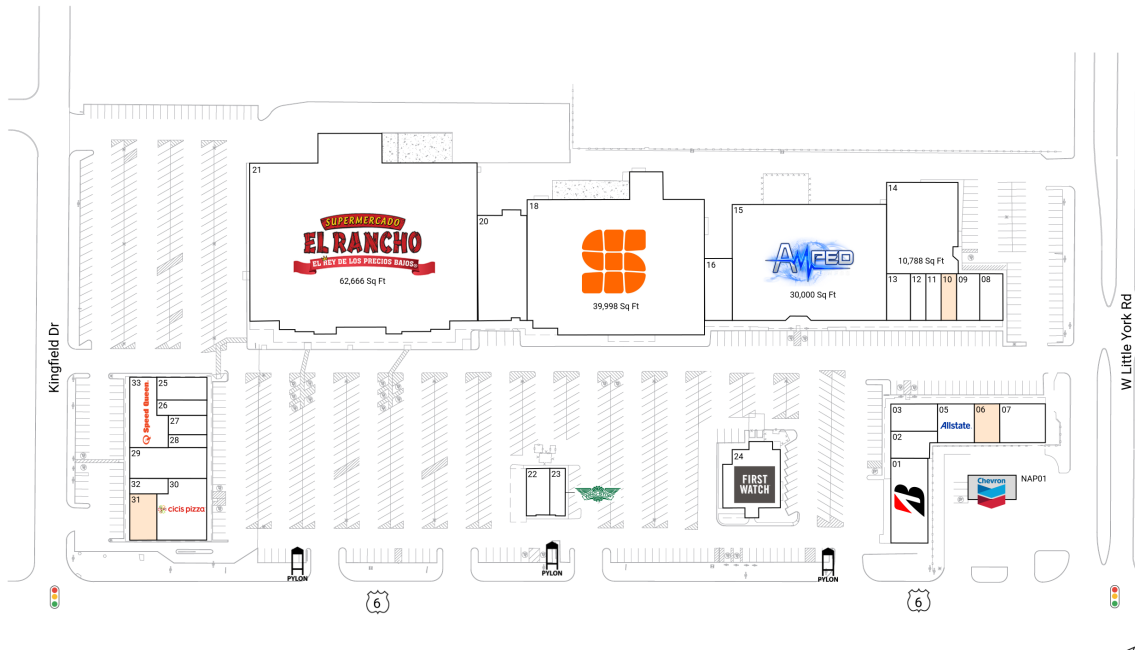 21
SUPERMERCADO
EL RANCHO
EL REY DE LOS PRECIOS BAJOS
62,666 Sq Ft
20
18
39,998 Sq Ft
16
15
AMPED
30,000 Sq Ft
14
10,788 Sq Ft
13
12
11
10
09
08
Kingfield Dr
W Little York Rd
33
Speed Queen
25
26
27
28
29
32
30
31
cicis pizza
22
23
24
FIRST
WATCH
03
02
01
B
05
Allstate
06
07
Chevron
NAP01
PYLON
PYLON
PYLON
6
6